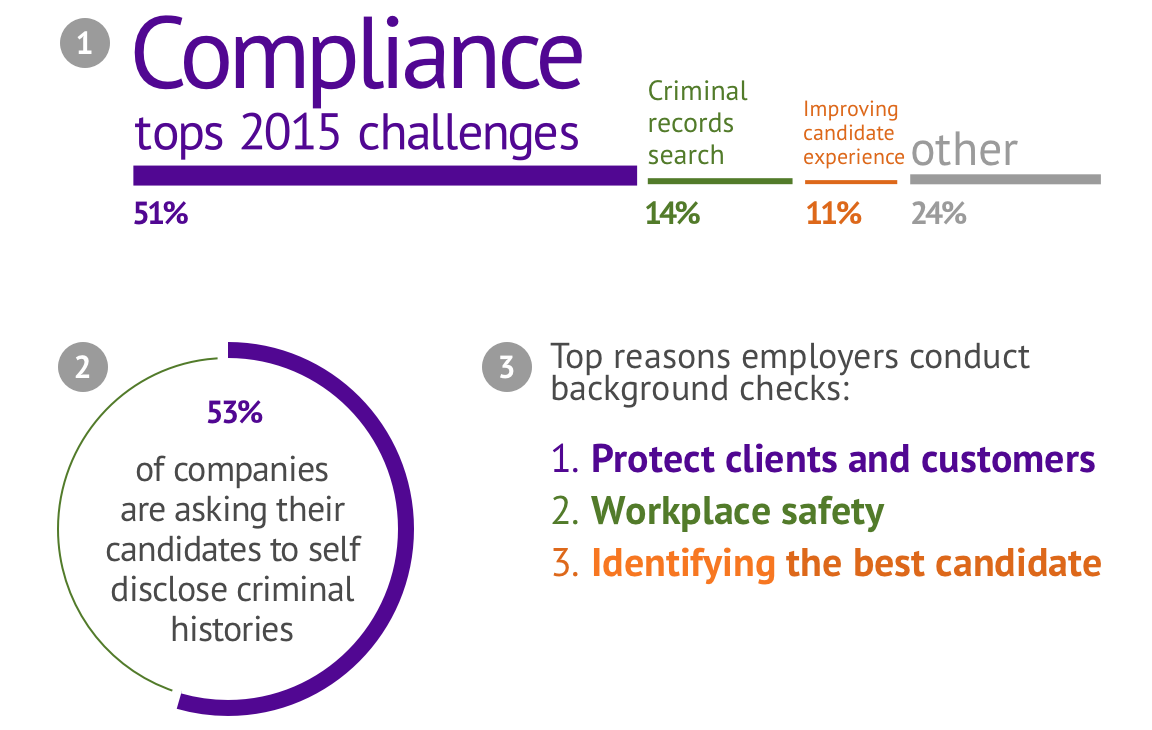 1
Compliance
tops 2015 challenges
51%
Criminal
records
search
14%
Improving
candidate
experience
11%
other
24%
2
53%
of companies
are asking their
candidates to self
disclose criminal
histories
3
Top reasons employers conduct
background checks:
1. Protect clients and customers
2. Workplace safety
3. Identifying the best candidate